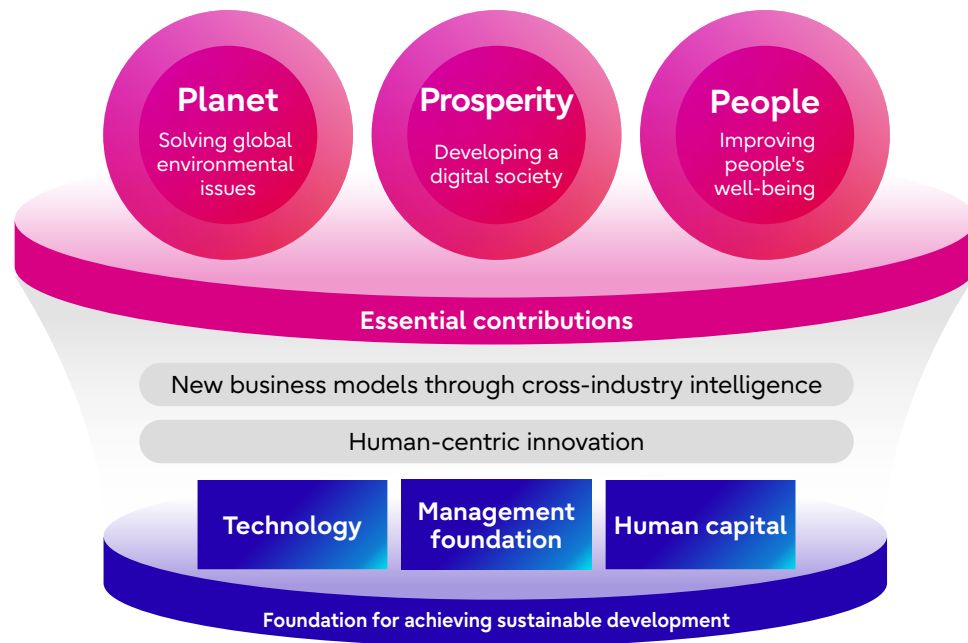 Planet
Solving global
environmental
issues
Prosperity
Developing a
digital society
People
Improving
people's
well-being
Essential contributions
New business models through cross-industry intelligence
Human-centric innovation
Technology
Management
foundation
Human capital
Foundation for achieving sustainable development